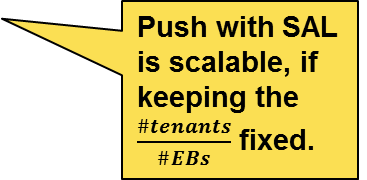 Push with SAL
is scalable, if
keeping the
#tenants/#EBs fixed.